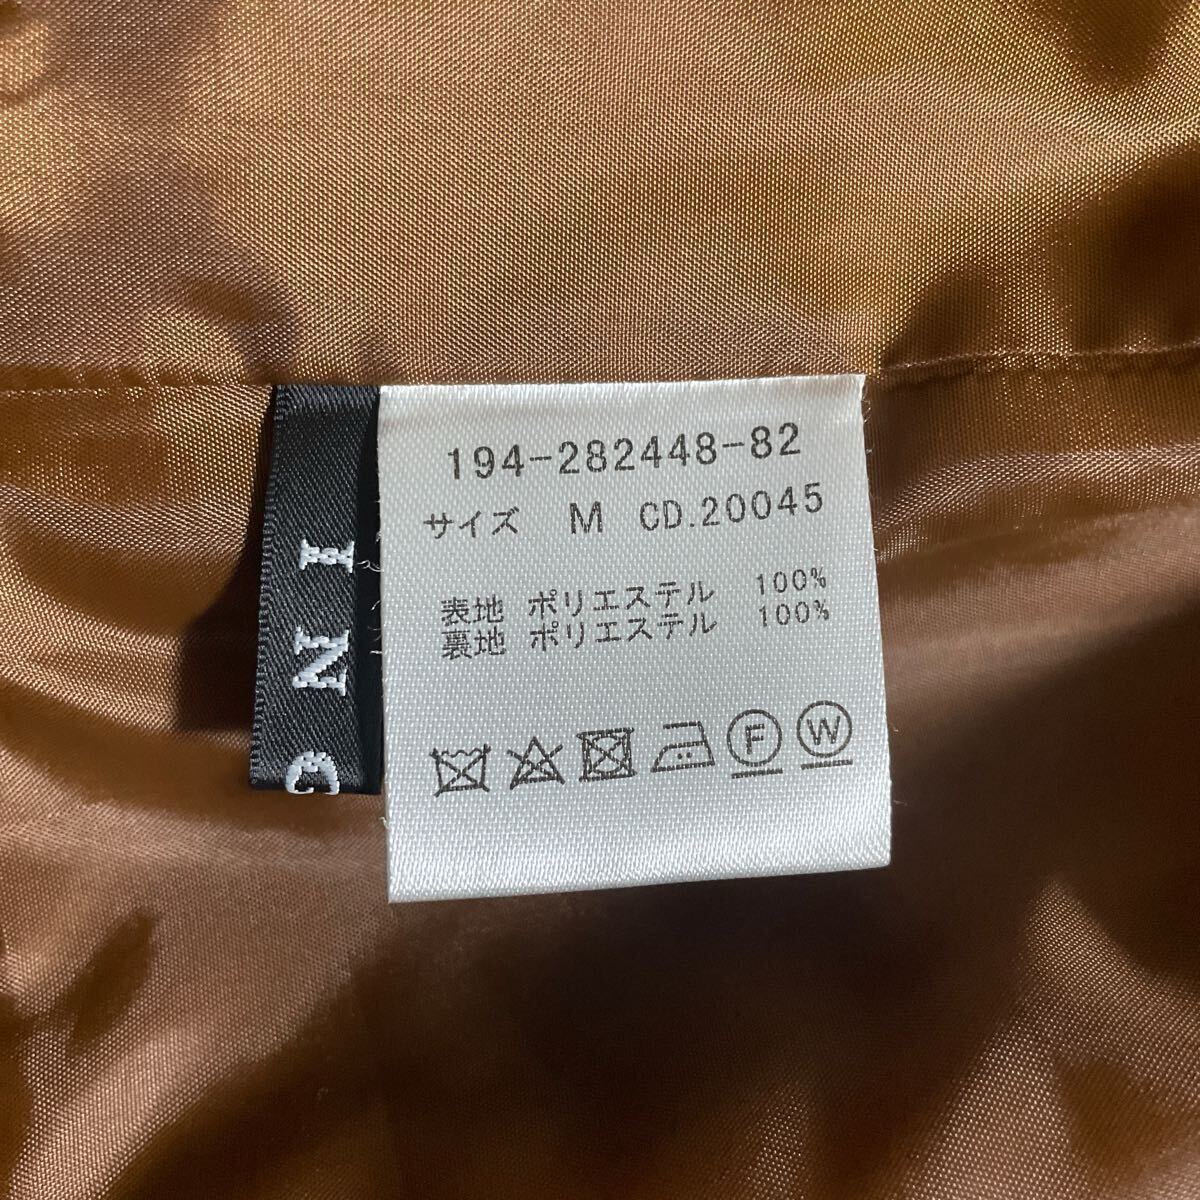 194-282448-82
サイズ M CD.20045
表地 ポリエステル 100%
裏地 ポリエステル 100%
F W
INC